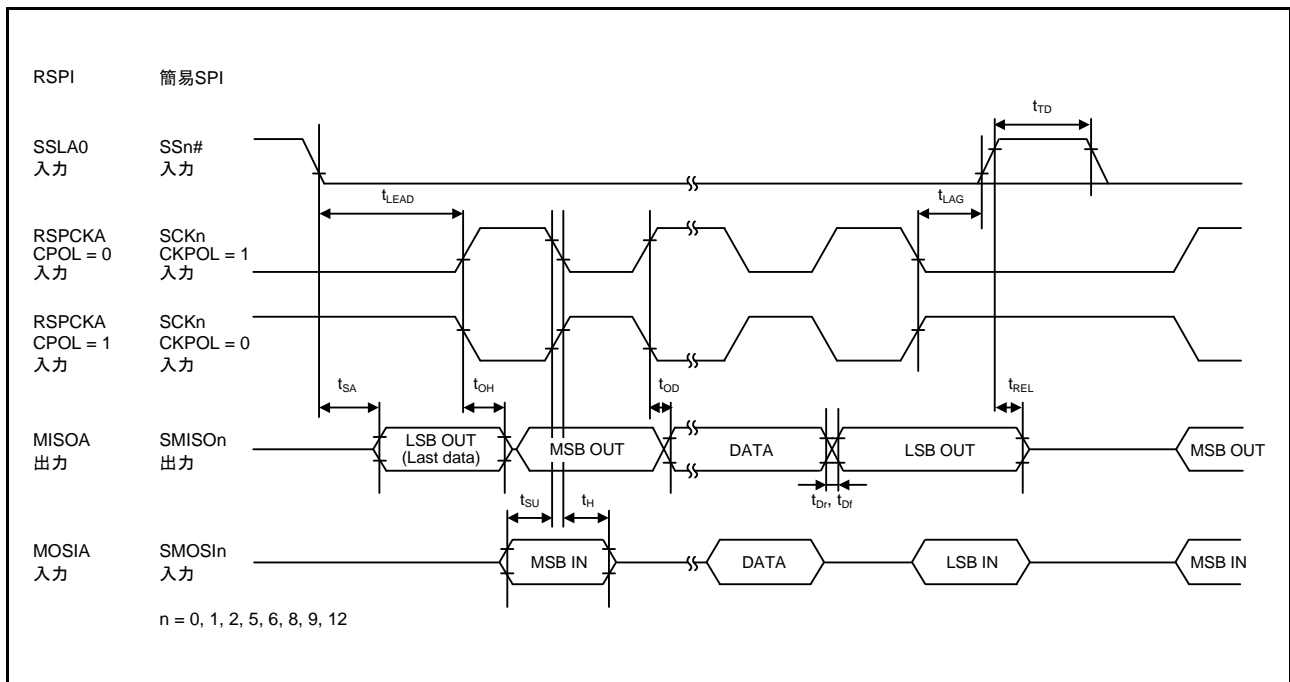 RSPI 簡易SPI
tTD
SSLA0 SSn#
入力 入力
tLEAD tLAG
RSPCKA SCKn
CPOL = 0 CKPOL = 1
入力 入力
RSPCKA SCKn
CPOL = 1 CKPOL = 0
入力 入力
tSA tOH tOD tREL
MISOA SMISOn
出力 出力
LSB OUT
(Last data)
MSB OUT DATA LSB OUT MSB OUT
tSU tH tDr, tDf
MOSIA SMOSIn
入力 入力
MSB IN DATA LSB IN MSB IN
n = 0, 1, 2, 5, 6, 8, 9, 12